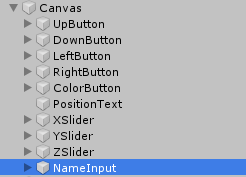 Canvas
UpButton
DownButton
LeftButton
RightButton
ColorButton
PositionText
XSlider
YSlider
ZSlider
NameInput